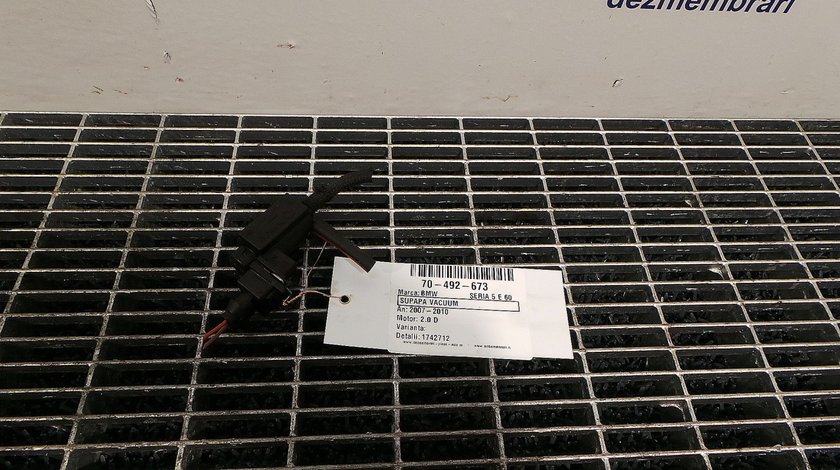 dezmembrari
70-492-673
Marca: BMW SERIA 5 E 60
SUPAPA VACUUM
An: 2007-2010
Motor: 2.0 D
Varianta:
Detalii: 1742712